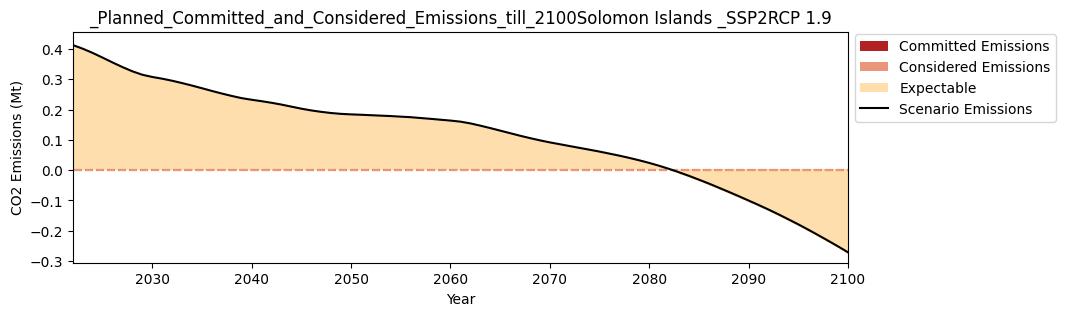 _Planned_Committed_and_Considered_Emissions_till_2100Solomon Islands _SSP2RCP 1.9
CO2 Emissions (Mt)
0.4
0.3
0.2
0.1
0.0
−0.1
−0.2
−0.3
2030 2040 2050 2060 2070 2080 2090 2100
Year
Committed Emissions
Considered Emissions
Expectable
Scenario Emissions